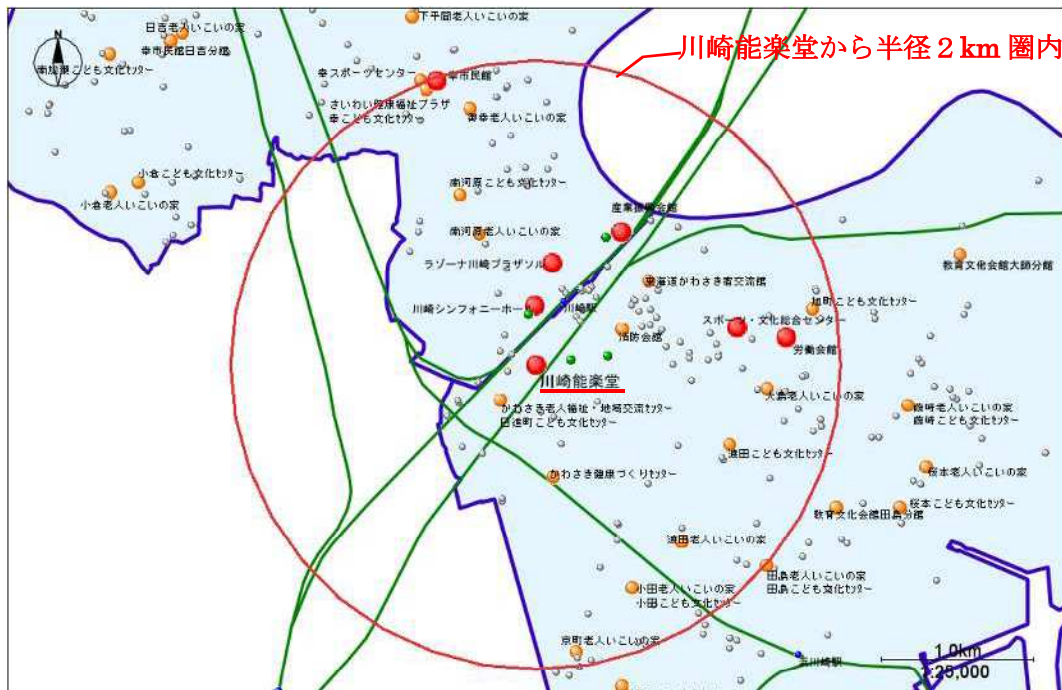 下平間老人いこいの家
日吉老人いこいの家
幸市民館日吉分館
南加瀬こども文化センター
N
川崎能楽堂から半径２km 圏内
幸スポーツセンター
幸市民館
さいわい健康福祉プラザ
幸こども文化センター
御幸老人いこいの家
小倉こども文化センター
小倉老人いこいの家
南河原こども文化センター
南河原老人いこいの家
産業振興会館
ラゾーナ川崎プラザソル
東海道かわさき宿交流館
教育文化会館大師分館
川崎シンフォニーホール
川崎駅
旭町こども文化センター
スポーツ・文化総合センター
消防会館
労働会館
川崎能楽堂
大島老人いこいの家
かわさき老人福祉・地域交流センター
日進町こども文化センター
藤崎老人いこいの家
藤崎こども文化センター
渡田こども文化センター
かわさき健康づくりセンター
桜本老人いこいの家
桜本こども文化センター
教育文化会館田島分館
渡田老人いこいの家
田島老人いこいの家
田島こども文化センター
小田老人いこいの家
小田こども文化センター
京町老人いこいの家
浜川崎駅
1.0km
1:25,000